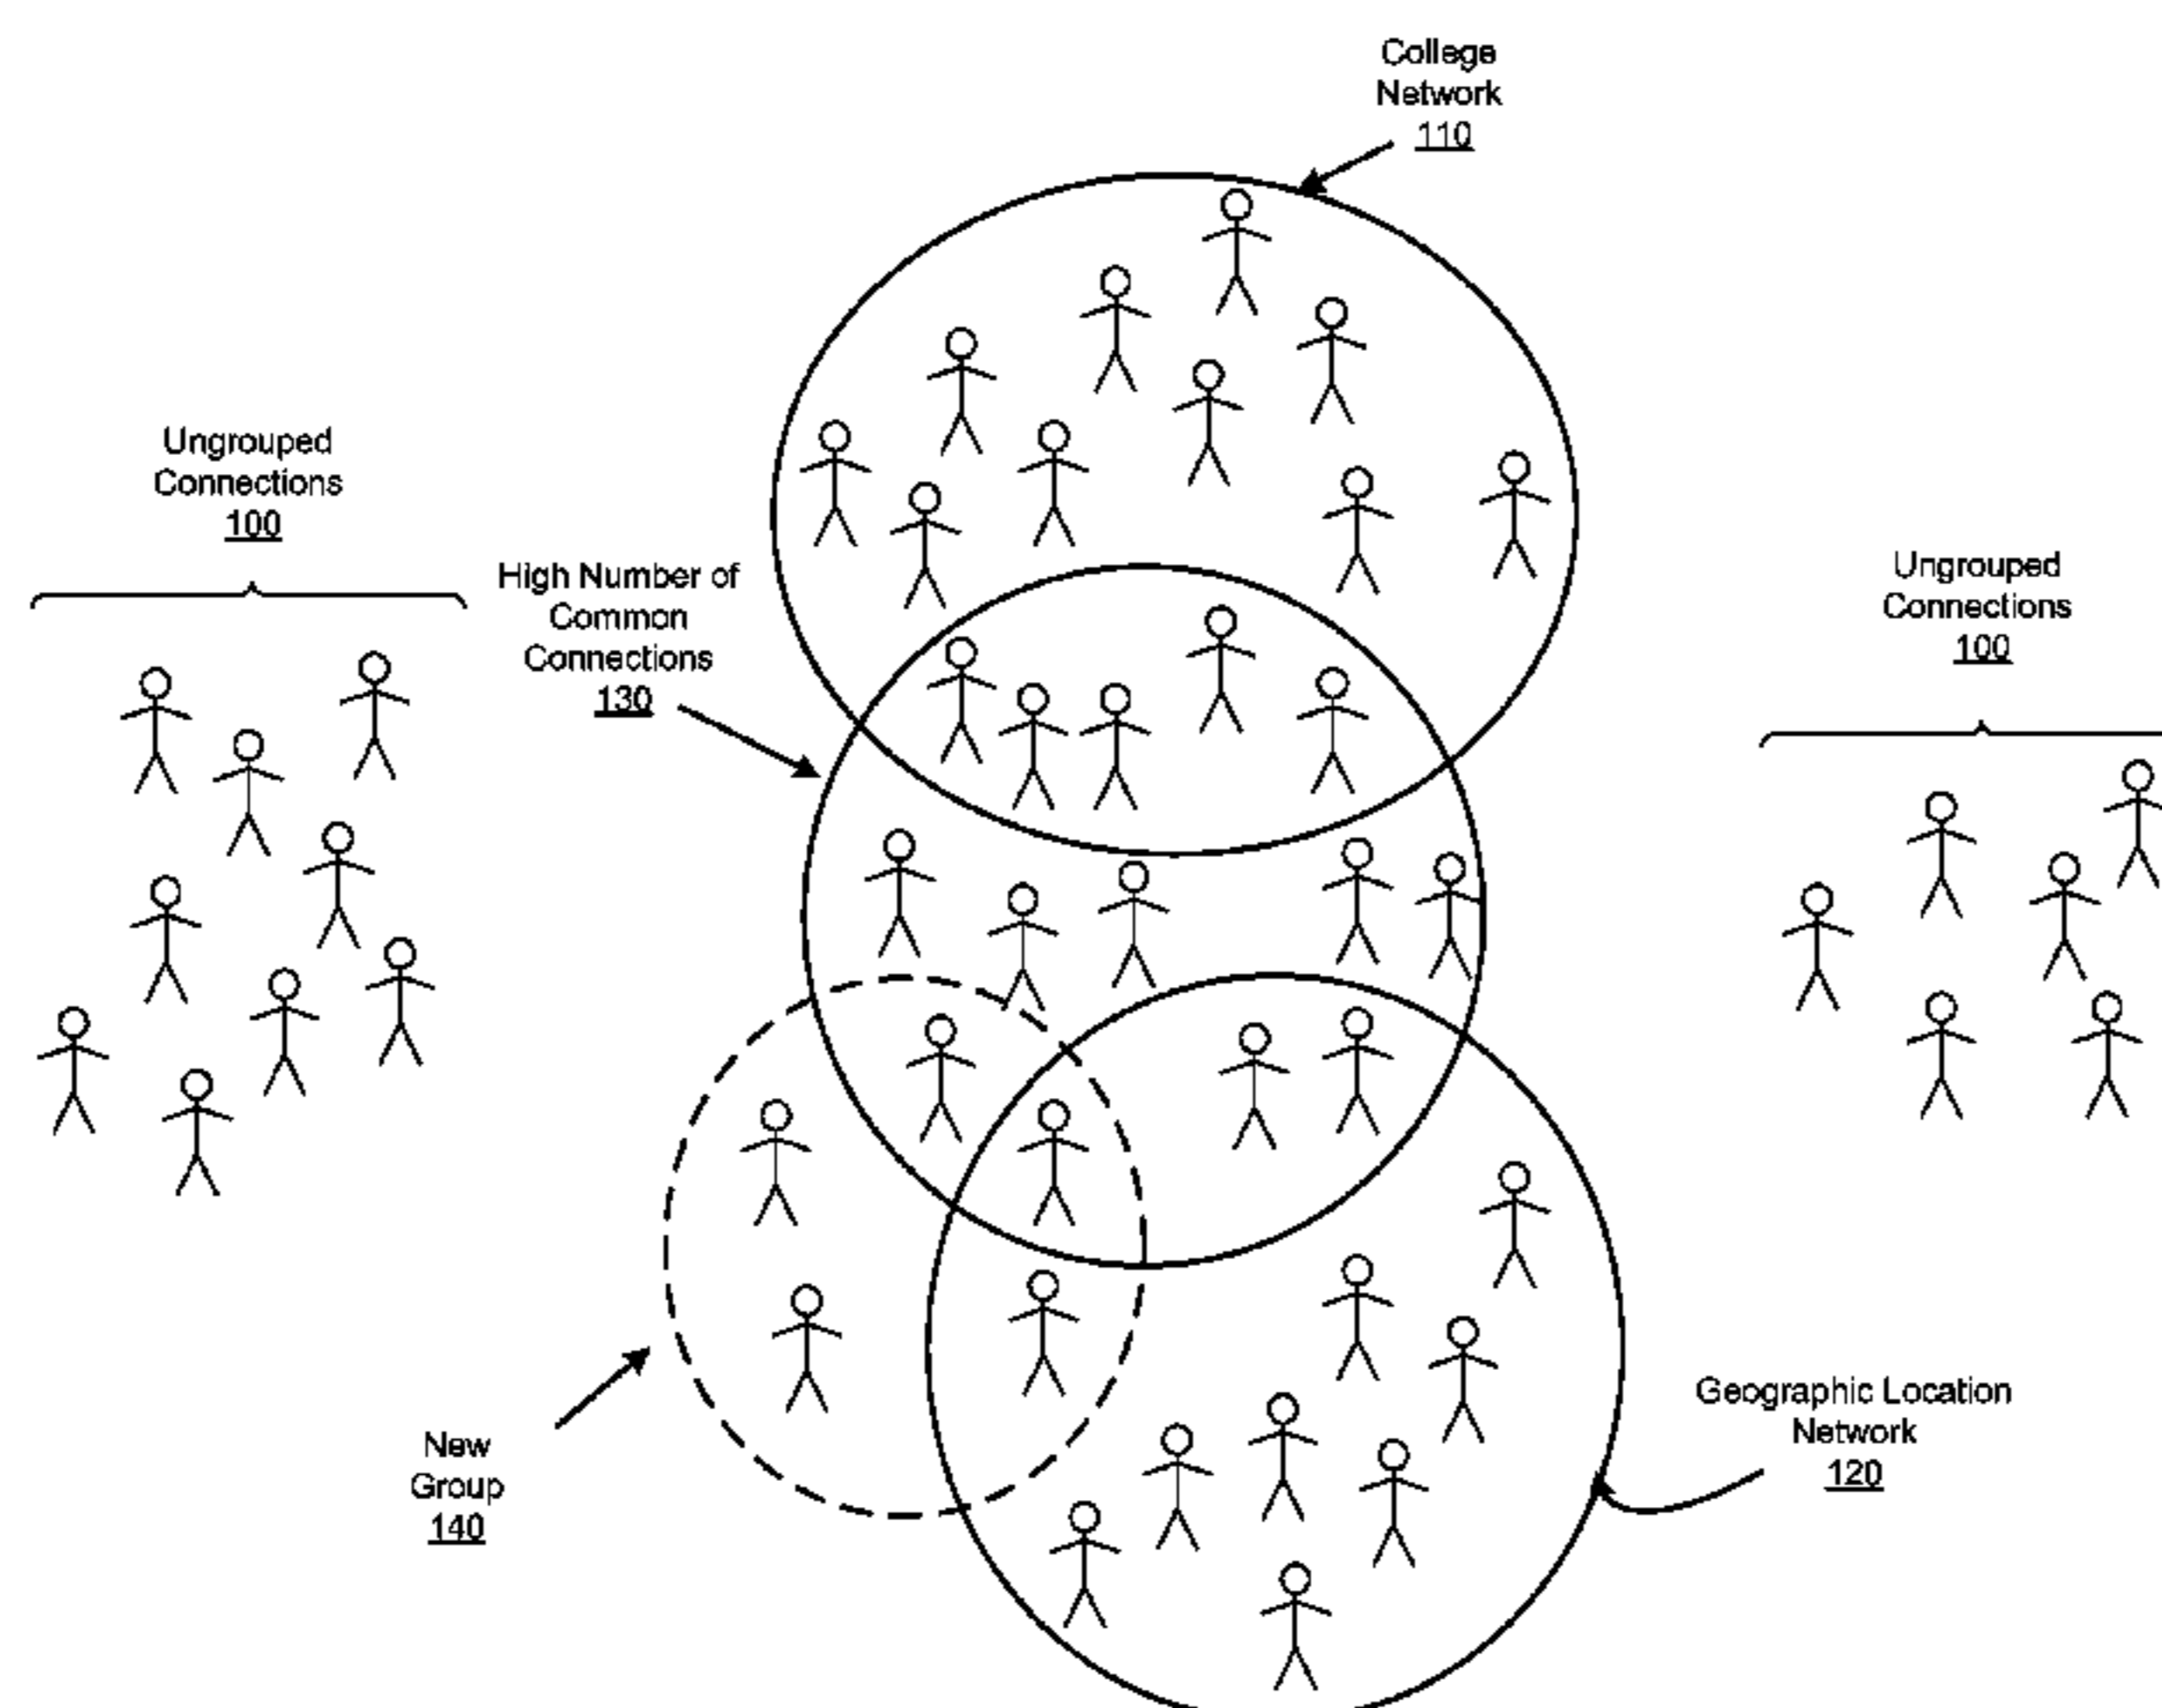 College
Network
110
Ungrouped
Connections
100
High Number of
Common
Connections
130
Ungrouped
Connections
100
New
Group
140
Geographic Location
Network
120